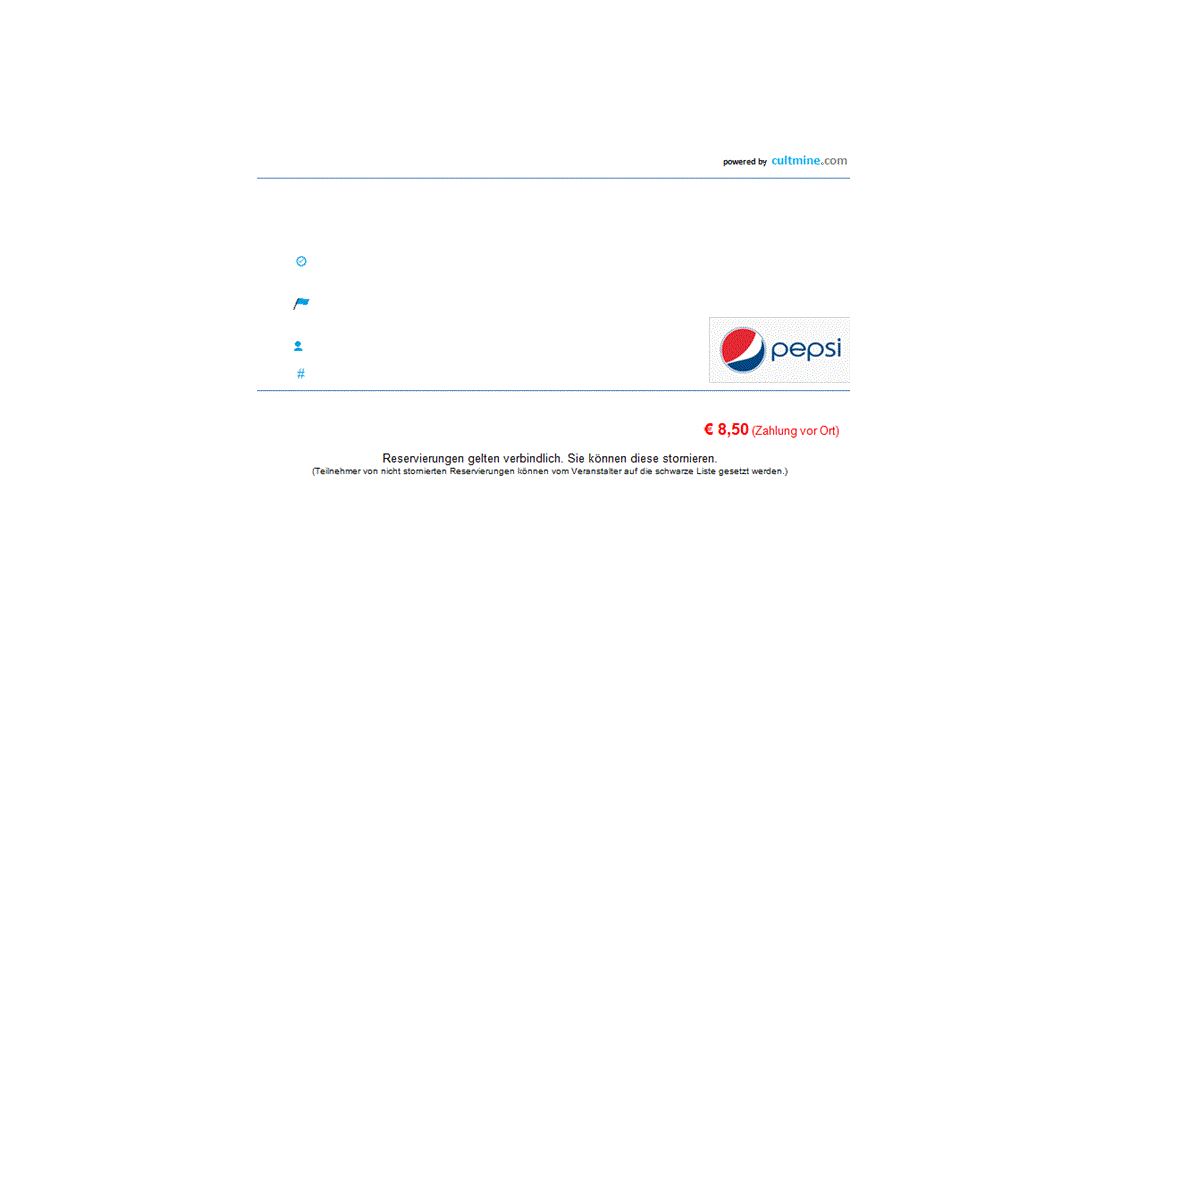 powered by cultmine.com
pepsi
#
€ 8,50 (Zahlung vor Ort)
Reservierungen gelten verbindlich. Sie können diese stornieren.
(Teilnehmer von nicht stornierten Reservierungen können vom Veranstalter auf die schwarze Liste gesetzt werden.)